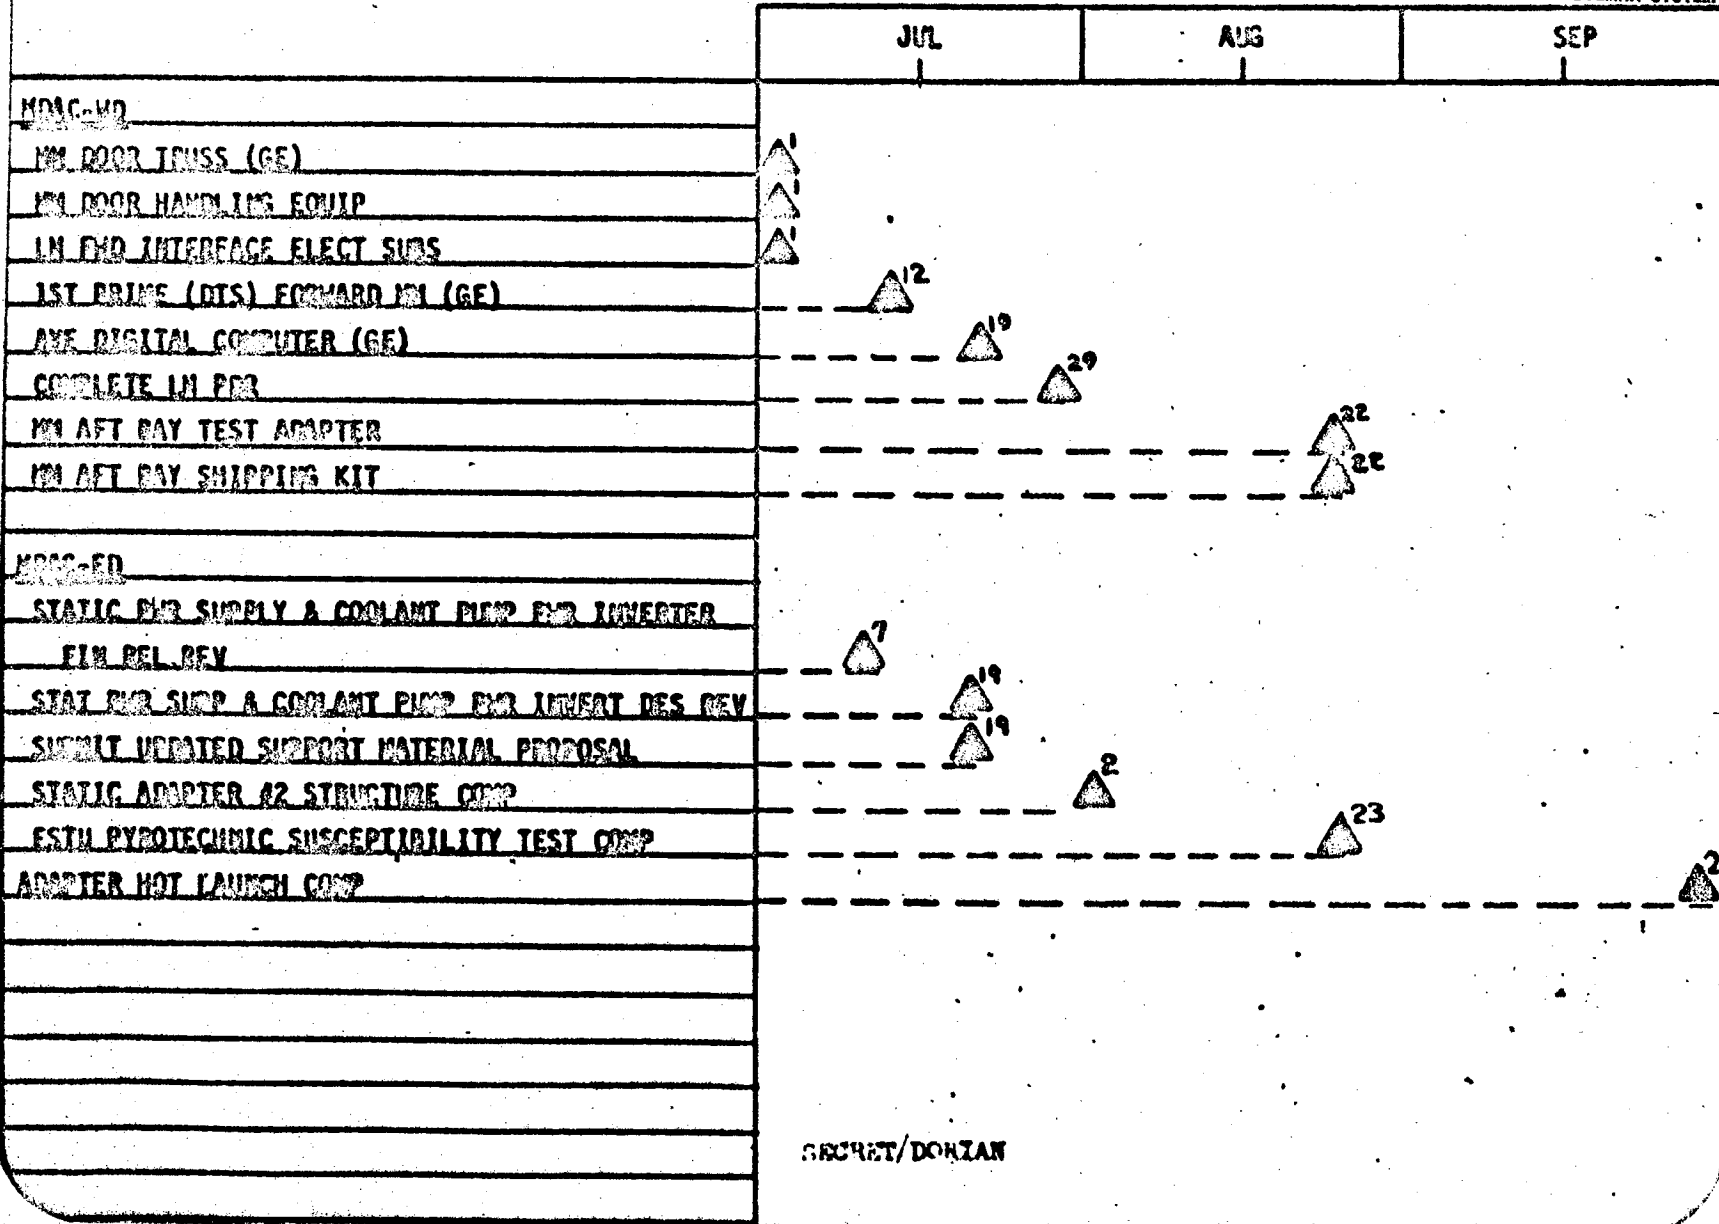 JUL AUG SEP
MDAC-WD
MM DOOR TRUSS (GE) 1
MM DOOR HANDLING EQUIP 1
LM FWD INTERFACE ELECT SUBS 1
1ST PRIME (DTS) FORWARD MM (GE) 12
AVE DIGITAL COMPUTER (GE) 19
COMPLETE LM PDR 29
MM AFT BAY TEST ADAPTER 22
MM AFT BAY SHIPPING KIT 22
MDAC-ED
STATIC PWR SUPPLY & COOLANT PUMP PWR INVERTER
REL REV 7
STAT PWR SUPP & COOLANT PUMP PWR INVERT DES REV 19
SUBMIT UPDATED SUPPORT MATERIAL PROPOSAL 19
STATIC ADAPTER #2 STRUCTURE COMP 2
PYROTECHNIC SUSCEPTIBILITY TEST COMP 23
ADAPTER HOT LAUNCH COMP 2
SECRET/DORIAN